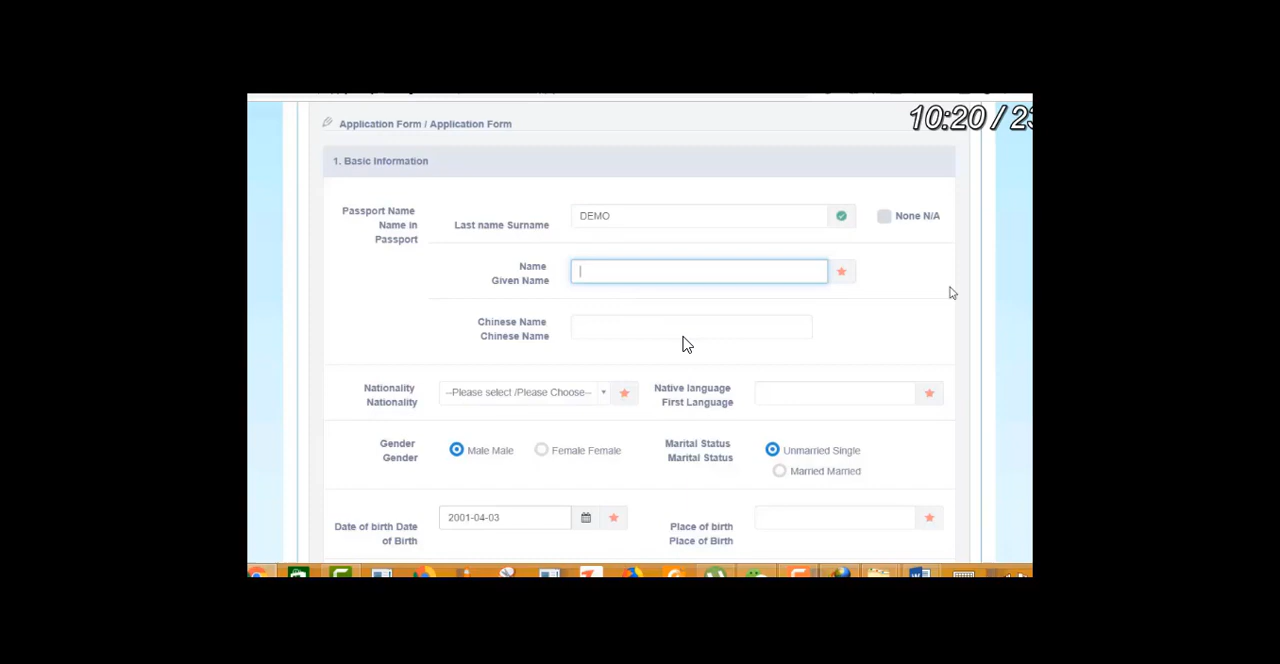 Application Form / Application Form
10:20 / 23
1. Basic Information
Passport Name
Name in
Passport
Last name Surname
DEMO
None N/A
Name
Given Name
Chinese Name
Chinese Name
Nationality
Nationality
--Please select /Please Choose--
Native language
First Language
Gender
Gender
Male Male
Female Female
Marital Status
Marital Status
Unmarried Single
Married Married
Date of birth Date
of Birth
2001-04-03
Place of birth
Place of Birth